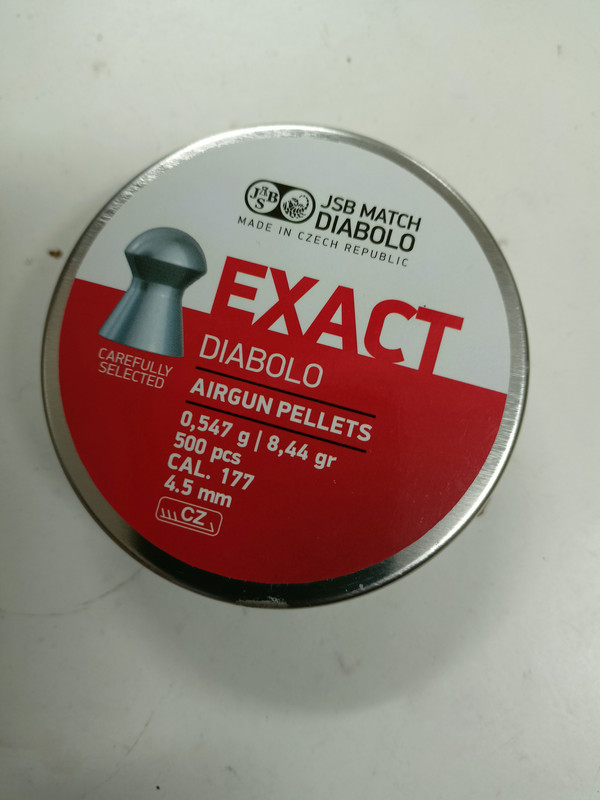 JSB
JSB MATCH
DIABOLO
MADE IN CZECH REPUBLIC
EXACT
DIABOLO
AIRGUN PELLETS
0,547 g | 8,44 gr
500 pcs
CAL. 177
4.5 mm
CZ
CAREFULLY
SELECTED